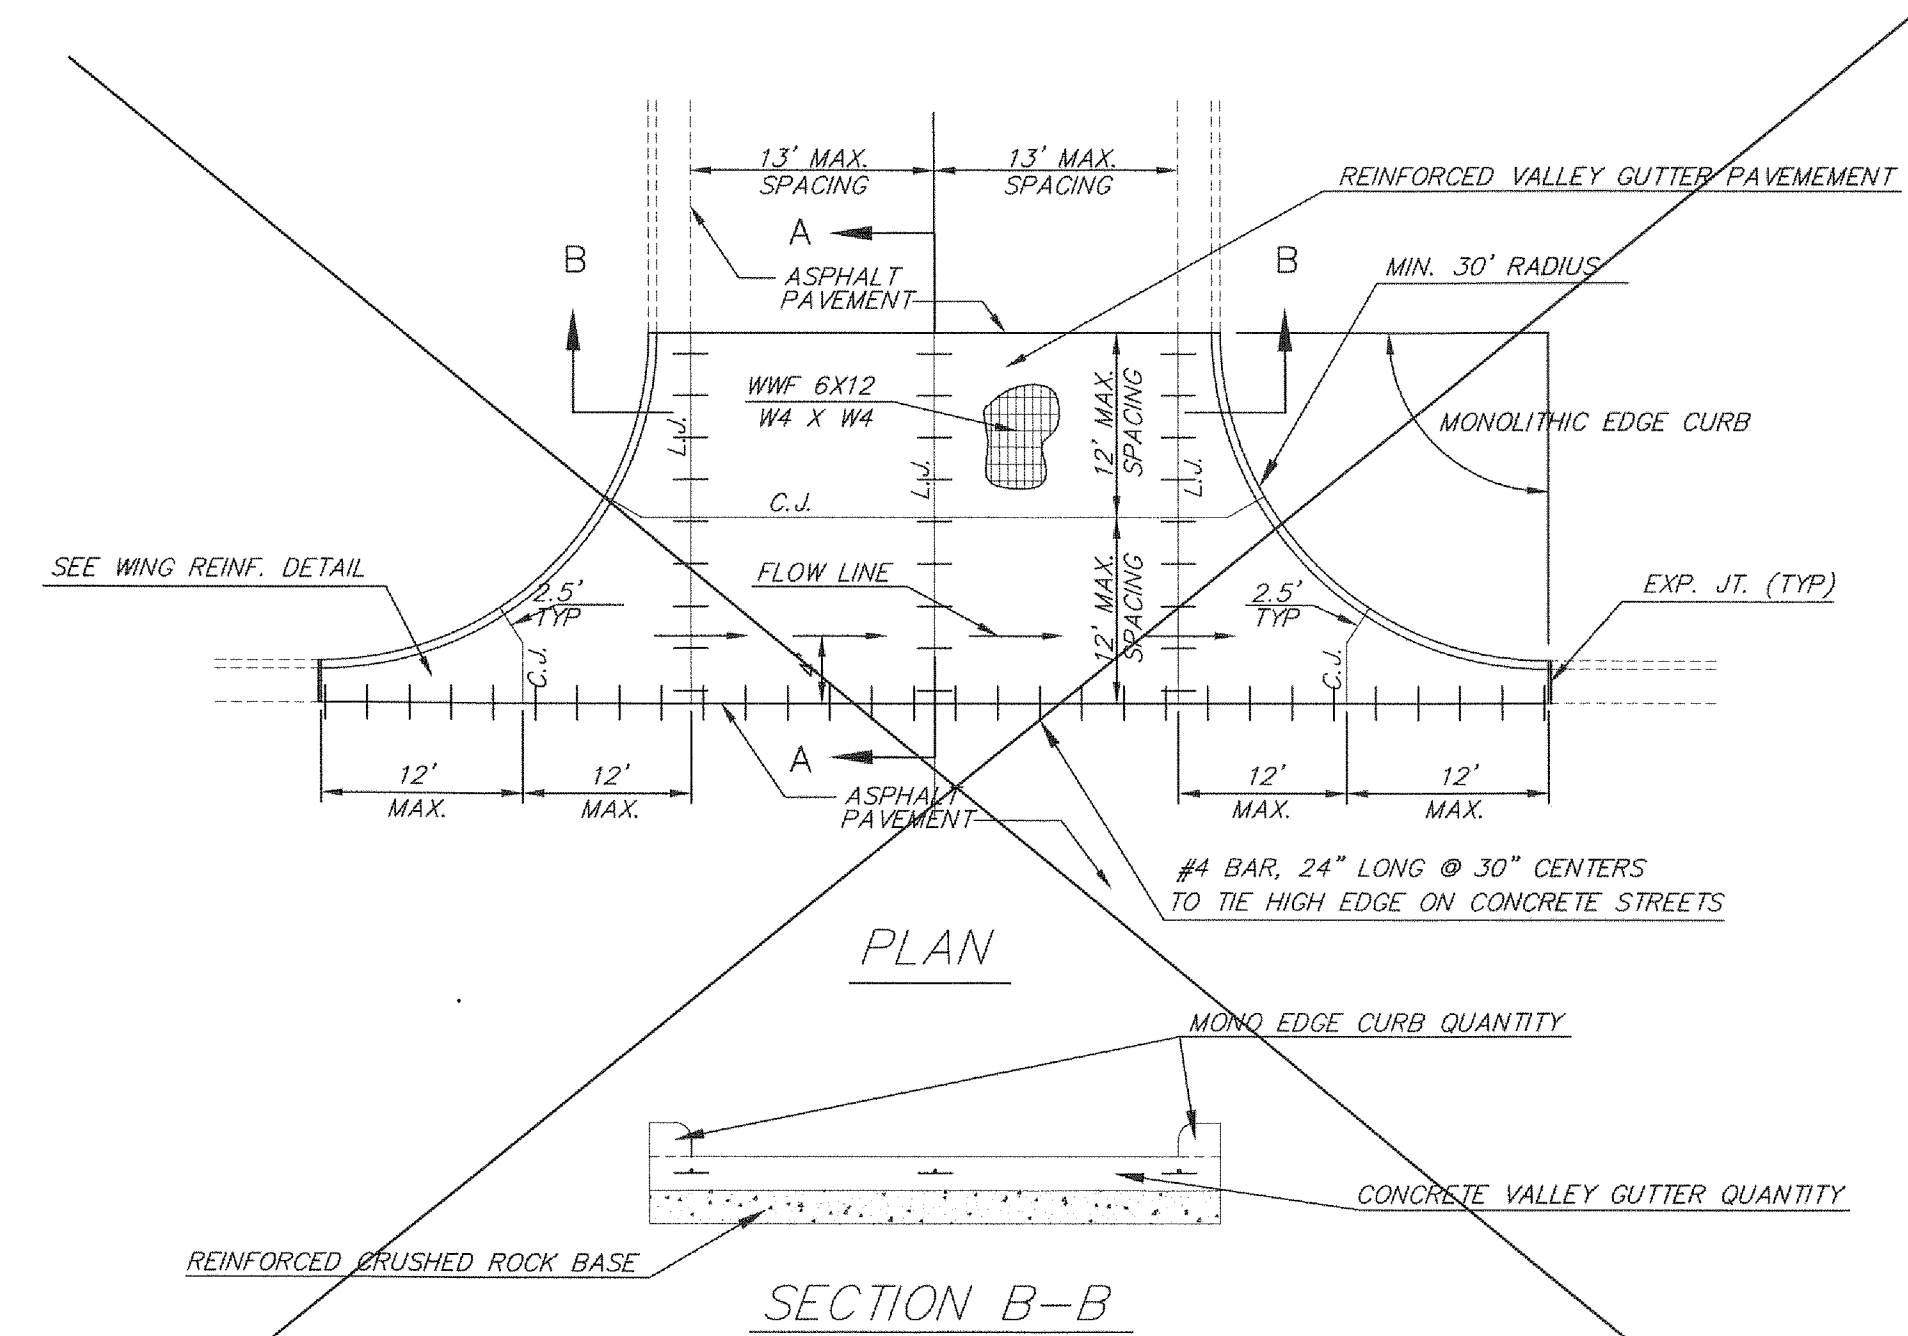 13' MAX.
SPACING
13' MAX.
SPACING
REINFORCED VALLEY GUTTER PAVEMEMENT
A
B
B
MIN. 30' RADIUS
ASPHALT
PAVEMENT
WWF 6X12
W4 X W4
12' MAX.
SPACING
MONOLITHIC EDGE CURB
L.J.
L.J.
L.J.
C.J.
SEE WING REINF. DETAIL
FLOW LINE
2.5'
TYP
2.5'
TYP
12' MAX.
SPACING
EXP. JT. (TYP)
C.J.
C.J.
A
12'
MAX.
12'
MAX.
12'
MAX.
12'
MAX.
ASPHALT
PAVEMENT
#4 BAR, 24" LONG @ 30" CENTERS
TO TIE HIGH EDGE ON CONCRETE STREETS
PLAN
MONO EDGE CURB QUANTITY
CONCRETE VALLEY GUTTER QUANTITY
REINFORCED CRUSHED ROCK BASE
SECTION B-B